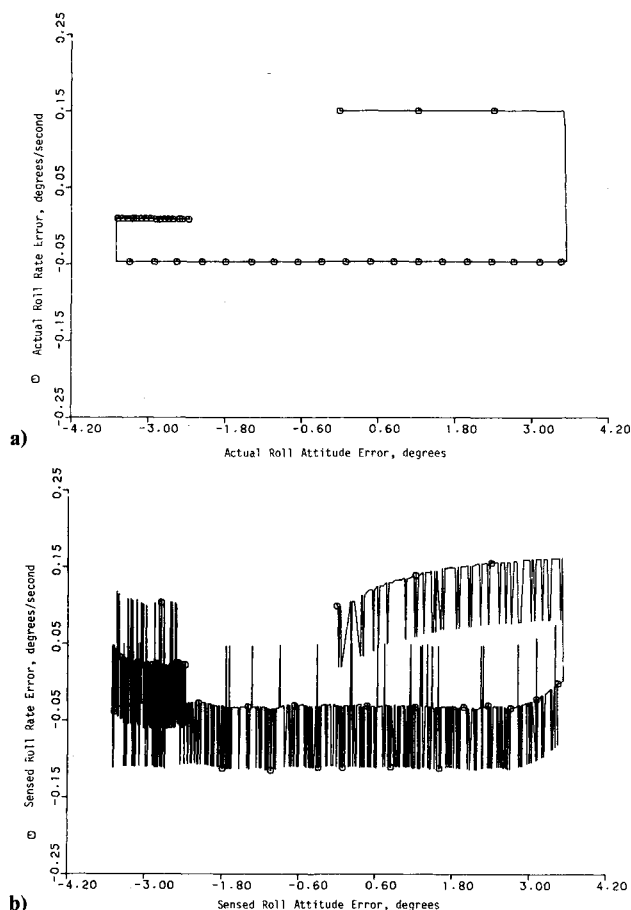 0.25
0.15
0.05
-0.05
-0.15
-0.25
Actual Roll Rate Error, degrees/second
-4.20 -3.00 -1.80 -0.60 0.60 1.80 3.00 4.20
a)
Actual Roll Attitude Error, degrees
0.25
0.15
0.05
-0.05
-0.15
-0.25
Sensed Roll Rate Error, degrees/second
-4.20 -3.00 -1.80 -0.60 0.60 1.80 3.00 4.20
b)
Sensed Roll Attitude Error, degrees